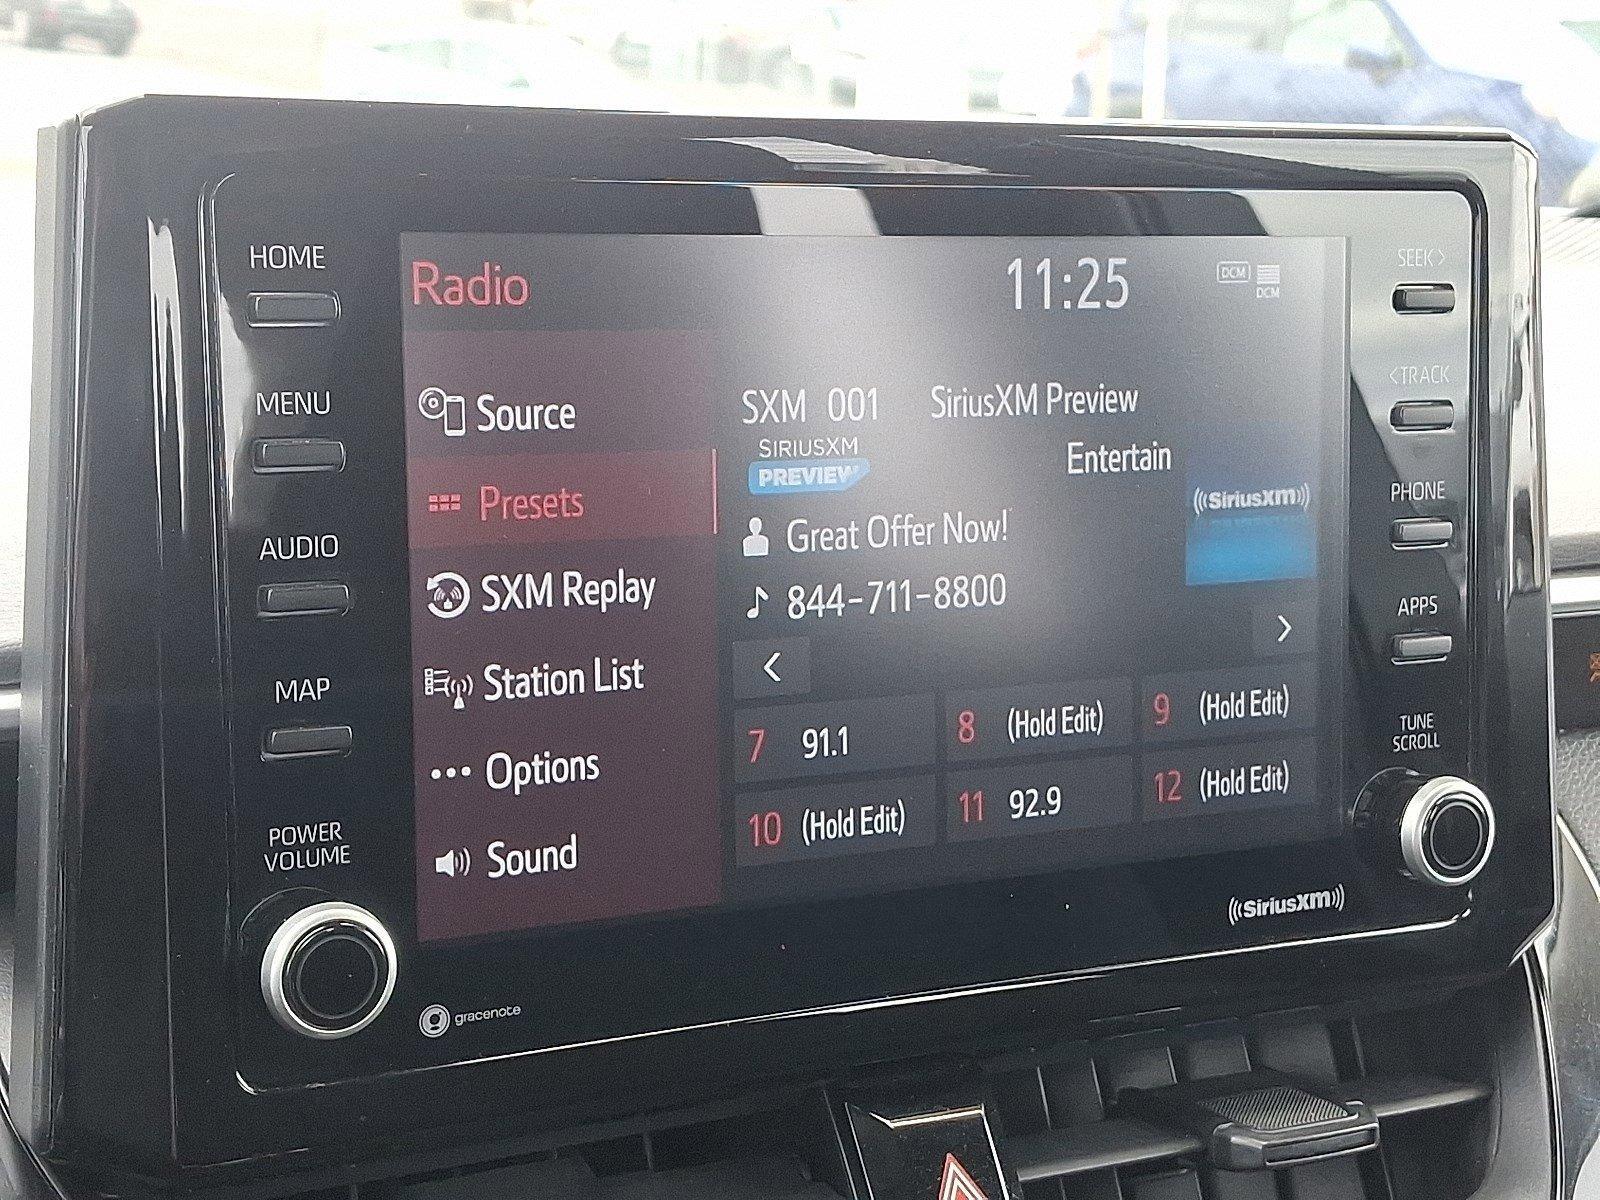 HOME
MENU
AUDIO
MAP
POWER
VOLUME
Radio
11:25
DCM
DCM
Source
Presets
SXM Replay
Station List
Options
Sound
SXM 001 SiriusXM Preview
SIRIUSXM
PREVIEW
Entertain
((SiriusXM))
Great Offer Now!
844-711-8800
<
>
7 91.1
8 (Hold Edit)
9 (Hold Edit)
10 (Hold Edit)
11 92.9
12 (Hold Edit)
((SiriusXM))
gracenote
SEEK >
< TRACK
PHONE
APPS
TUNE
SCROLL